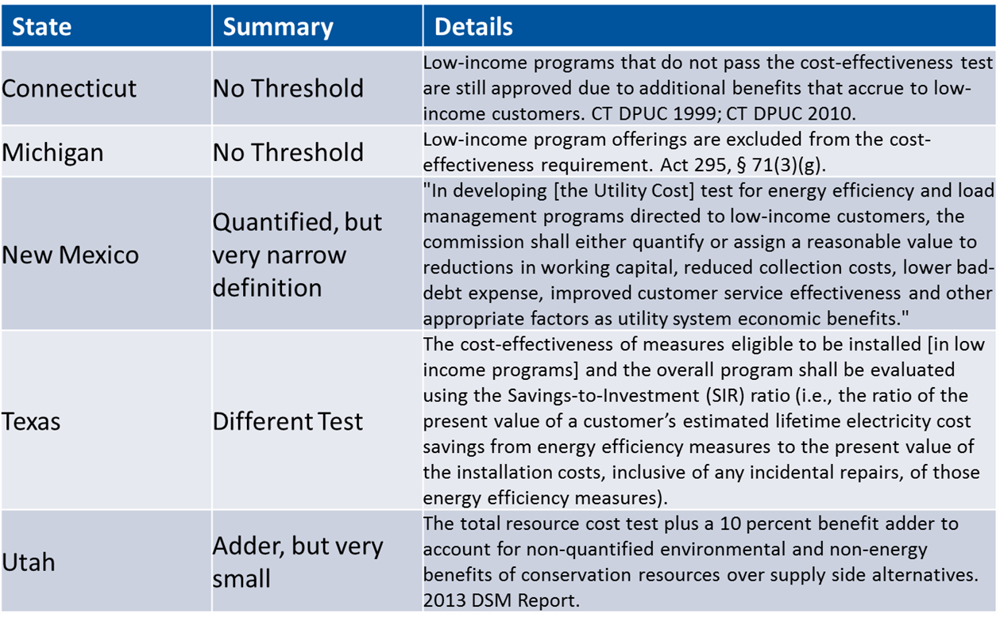 State Summary Details
Connecticut
No Threshold
Low-income programs that do not pass the cost-effectiveness test
are still approved due to additional benefits that accrue to low-
income customers. CT DPUC 1999; CT DPUC 2010.
Michigan
No Threshold
Low-income program offerings are excluded from the cost-
effectiveness requirement. Act 295, § 71(3)(g).
New Mexico
Quantified, but
very narrow
definition
"In developing [the Utility Cost] test for energy efficiency and load
management programs directed to low-income customers, the
commission shall either quantify or assign a reasonable value to
reductions in working capital, reduced collection costs, lower bad-
debt expense, improved customer service effectiveness and other
appropriate factors as utility system economic benefits."
Texas
Different Test
The cost-effectiveness of measures eligible to be installed [in low
income programs] and the overall program shall be evaluated
using the Savings-to-Investment (SIR) ratio (i.e., the ratio of the
present value of a customer’s estimated lifetime electricity cost
savings from energy efficiency measures to the present value of
the installation costs, inclusive of any incidental repairs, of those
energy efficiency measures).
Utah
Adder, but very
small
The total resource cost test plus a 10 percent benefit adder to
account for non-quantified environmental and non-energy
benefits of conservation resources over supply side alternatives.
2013 DSM Report.